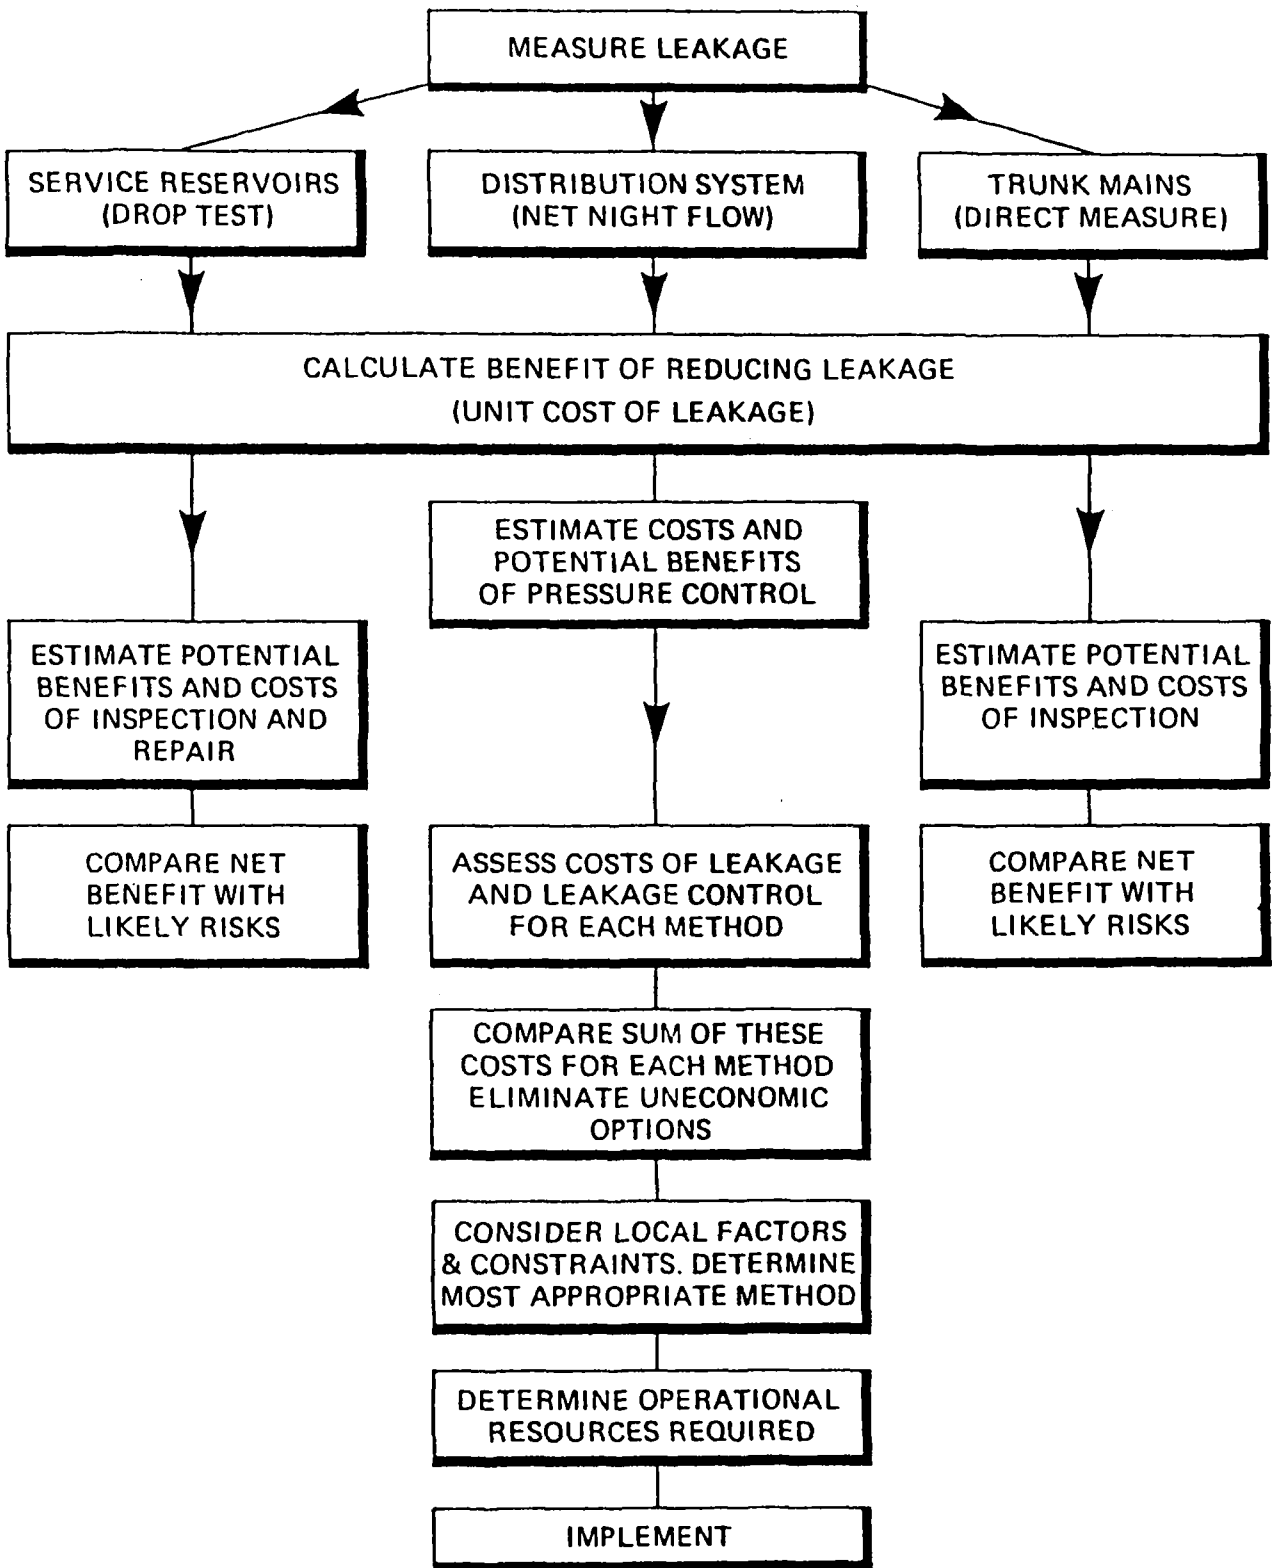 MEASURE LEAKAGE
SERVICE RESERVOIRS
(DROP TEST)
DISTRIBUTION SYSTEM
(NET NIGHT FLOW)
TRUNK MAINS
(DIRECT MEASURE)
CALCULATE BENEFIT OF REDUCING LEAKAGE
(UNIT COST OF LEAKAGE)
ESTIMATE COSTS AND
POTENTIAL BENEFITS
OF PRESSURE CONTROL
ESTIMATE POTENTIAL
BENEFITS AND COSTS
OF INSPECTION AND
REPAIR
ESTIMATE POTENTIAL
BENEFITS AND COSTS
OF INSPECTION
COMPARE NET
BENEFIT WITH
LIKELY RISKS
ASSESS COSTS OF LEAKAGE
AND LEAKAGE CONTROL
FOR EACH METHOD
COMPARE NET
BENEFIT WITH
LIKELY RISKS
COMPARE SUM OF THESE
COSTS FOR EACH METHOD
ELIMINATE UNECONOMIC
OPTIONS
CONSIDER LOCAL FACTORS
& CONSTRAINTS. DETERMINE
MOST APPROPRIATE METHOD
DETERMINE OPERATIONAL
RESOURCES REQUIRED
IMPLEMENT